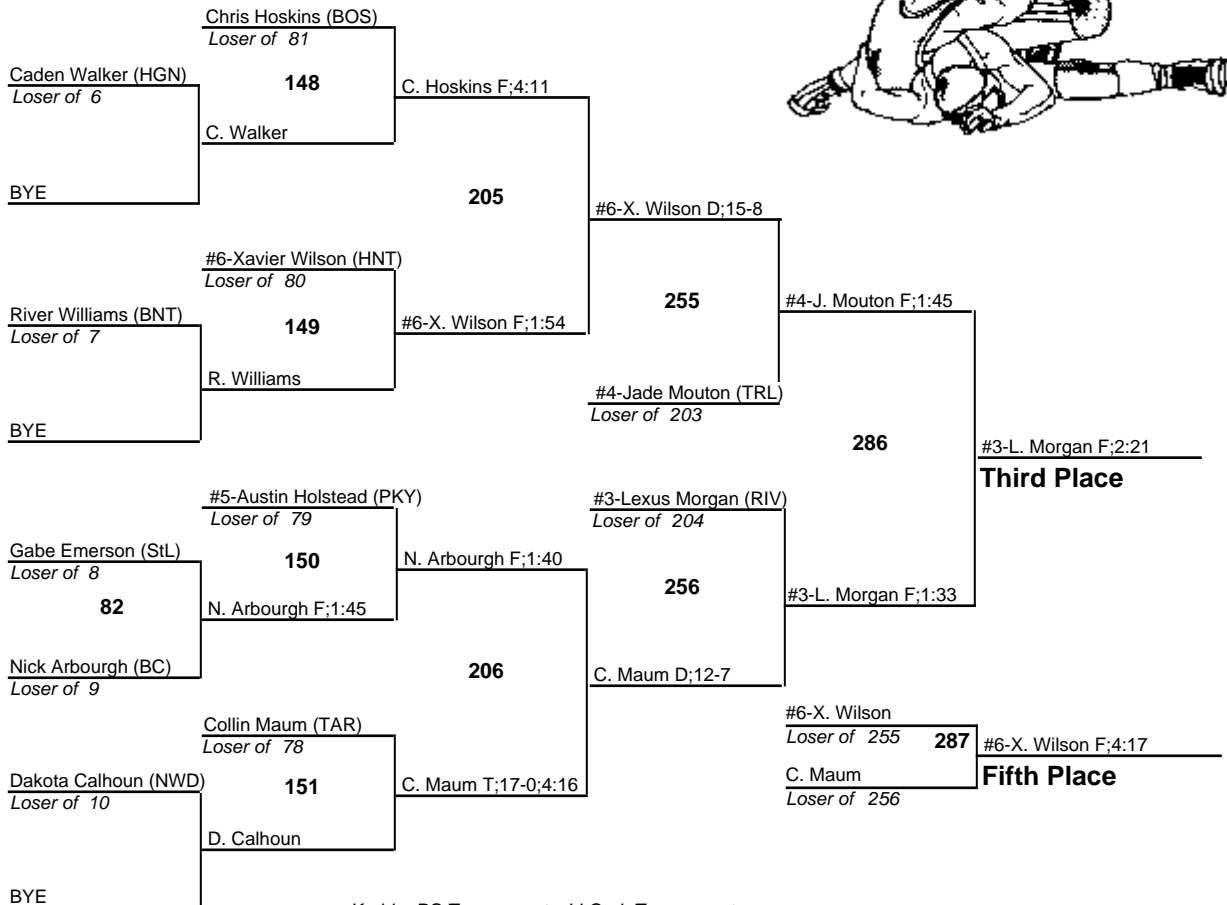 Chris Hoskins (BOS)
Loser of 81
Caden Walker (HGN)
Loser of 6
148
C. Hoskins F;4:11
C. Walker
BYE
205
#6-X. Wilson D;15-8
#6-Xavier Wilson (HNT)
Loser of 80
River Williams (BNT)
Loser of 7
149
#6-X. Wilson F;1:54
255
#4-J. Mouton F;1:45
R. Williams
#4-Jade Mouton (TRL)
Loser of 203
BYE
286
#3-L. Morgan F;2:21
Third Place
#5-Austin Holstead (PKY)
Loser of 79
#3-Lexus Morgan (RIV)
Loser of 204
Gabe Emerson (StL)
Loser of 8
150
N. Arbourgh F;1:40
82
N. Arbourgh F;1:45
256
#3-L. Morgan F;1:33
Nick Arbourgh (BC)
Loser of 9
206
C. Maum D;12-7
Collin Maum (TAR)
Loser of 78
#6-X. Wilson
Loser of 255
287
#6-X. Wilson F;4:17
Fifth Place
Dakota Calhoun (NWD)
Loser of 10
151
C. Maum T;17-0;4:16
C. Maum
Loser of 256
D. Calhoun
BYE